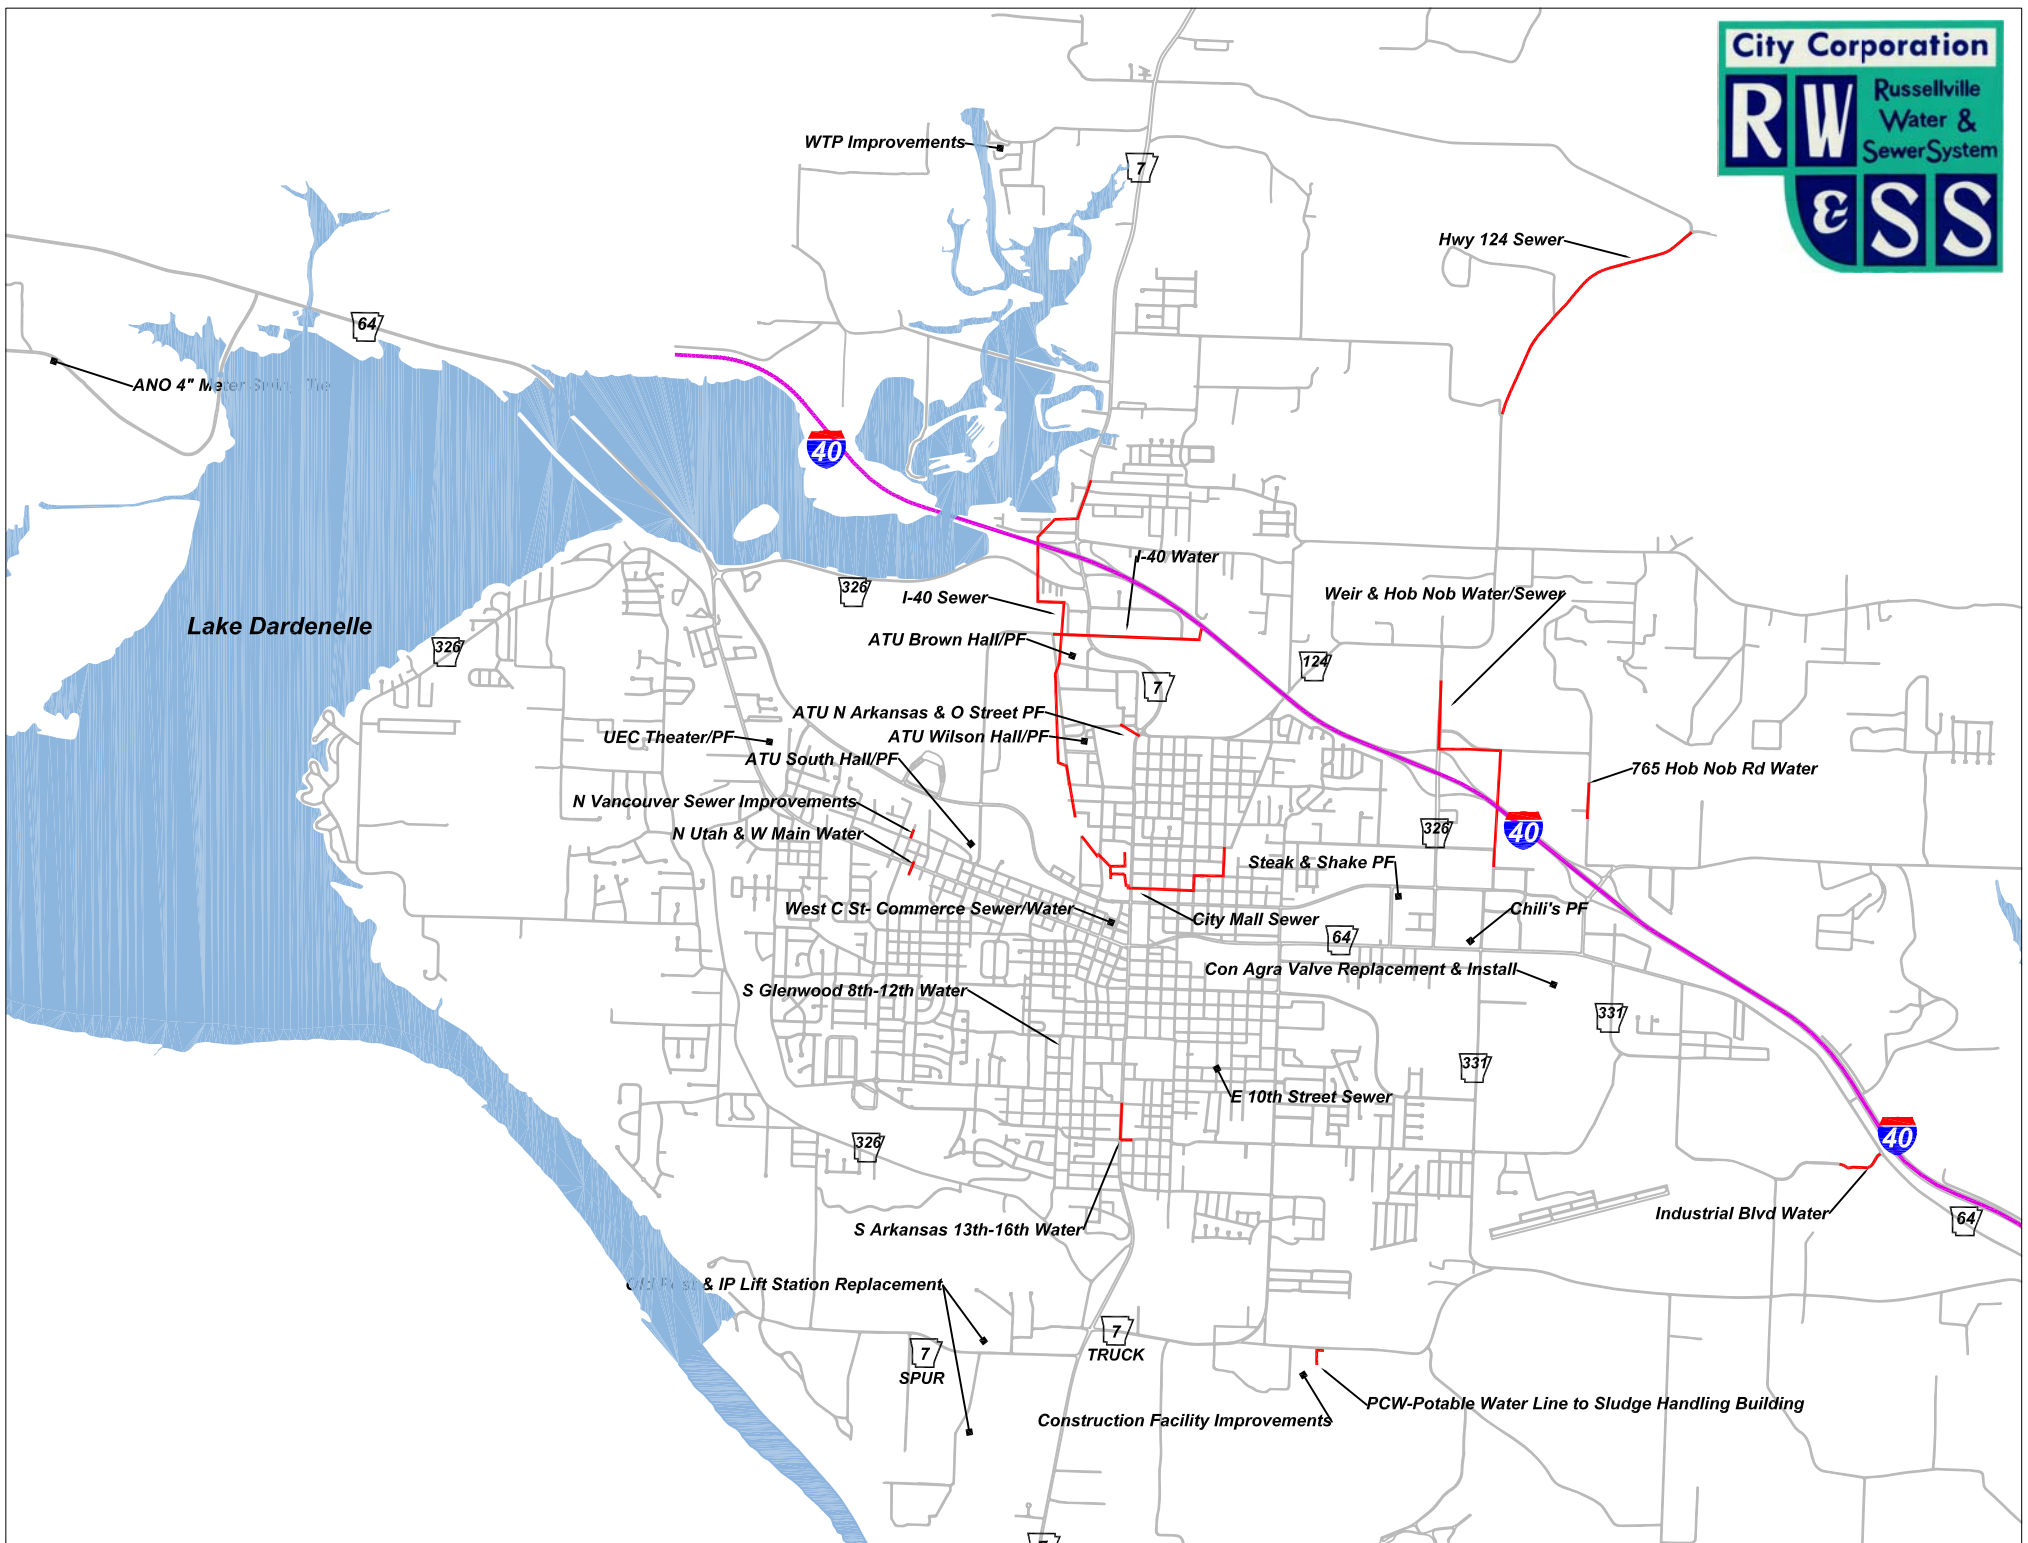 City Corporation
R W
Russellville
Water &
Sewer System
& S S
WTP Improvements
7
Hwy 124 Sewer
64
ANO 4" Meter Swing Tie
40
I-40 Water
326
I-40 Sewer
Weir & Hob Nob Water/Sewer
Lake Dardenelle
326
ATU Brown Hall/PF
124
7
ATU N Arkansas & O Street PF
UEC Theater/PF
ATU Wilson Hall/PF
ATU South Hall/PF
765 Hob Nob Rd Water
N Vancouver Sewer Improvements
N Utah & W Main Water
326
40
Steak & Shake PF
West C St- Commerce Sewer/Water
City Mall Sewer
Chili's PF
64
Con Agra Valve Replacement & Install
S Glenwood 8th-12th Water
331
331
E 10th Street Sewer
326
40
S Arkansas 13th-16th Water
Industrial Blvd Water
64
Old Post & IP Lift Station Replacement
7
TRUCK
7
SPUR
PCW-Potable Water Line to Sludge Handling Building
Construction Facility Improvements
7